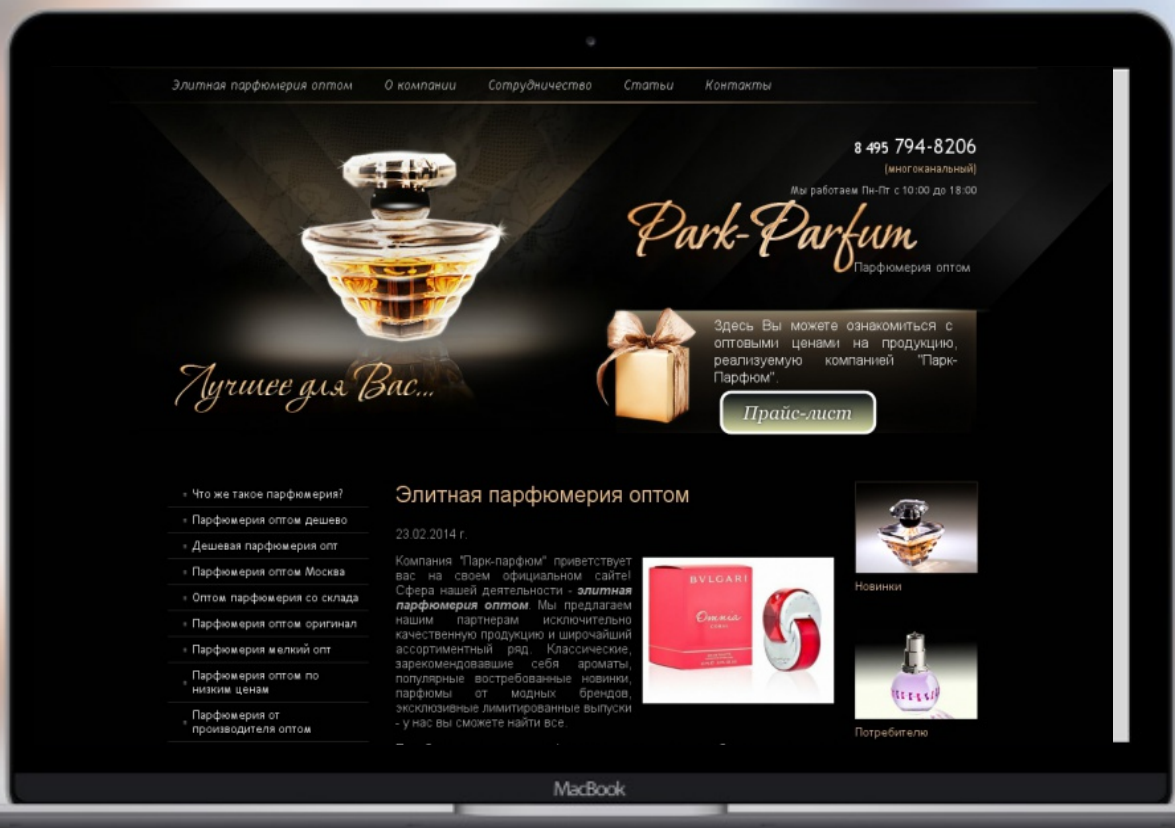 Элитная парфюмерия оптом О компании Сотрудничество Статьи Контакты
8 495 794-8206
(многоканальный)
Мы работаем Пн-Пт с 10:00 до 18:00
Park-Parfum
Парфюмерия оптом
Здесь Вы можете ознакомиться с
оптовыми ценами на продукцию,
реализуемую компанией "Парк-
Парфюм".
Прайс-лист
Лучшее для Вас...
Что же такое парфюмерия?
Парфюмерия оптом дешево
Дешевая парфюмерия опт
Парфюмерия оптом Москва
Оптом парфюмерия со склада
Парфюмерия оптом оригинал
Парфюмерия мелкий опт
Парфюмерия оптом по
низким ценам
Парфюмерия от
производителя оптом
Элитная парфюмерия оптом
23.02.2014 г.
Компания "Парк-парфюм" приветствует
вас на своем официальном сайте!
Сфера нашей деятельности - элитная
парфюмерия оптом. Мы предлагаем
нашим партнерам исключительно
качественную продукцию и широчайший
ассортиментный ряд. Классические,
зарекомендовавшие себя ароматы,
популярные востребованные новинки,
парфюмы от модных брендов,
эксклюзивные лимитированные выпуски
- у нас вы сможете найти все.
BVLGARI
Omnia
Новинки
Потребителю
MacBook